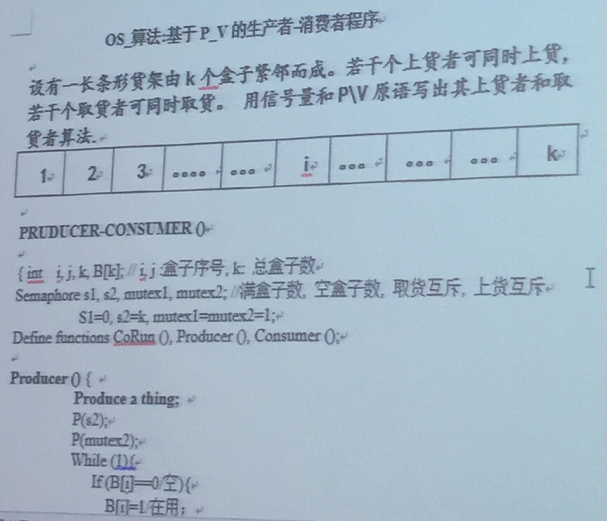 OS_算法:基于P_V的生产者-消费者程序
设有一长条形货架由k个盒子紧邻而成。若干个上货者可同时上货，
若干个取货者可同时取货。 用信号量和P\V原语写出其上货者和取
货者算法.
1 2 3 。。。。 。。。 i 。。。 。。。 。。。 k
PRUDUCER-CONSUMER ()
{ int i, j, k, B[k]; // i, j :盒子序号, k: 总盒子数
Semaphore s1, s2, mutex1, mutex2; //满盒子数, 空盒子数, 取货互斥, 上货互斥
S1=0, s2=k, mutex1=mutex2=1;
Define functions CoRun (), Producer (), Consumer ();
Producer () {
Produce a thing;
P(s2);
P(mutex2);
While (1){
If (B[i]==0/空){
B[i]=1/在用；